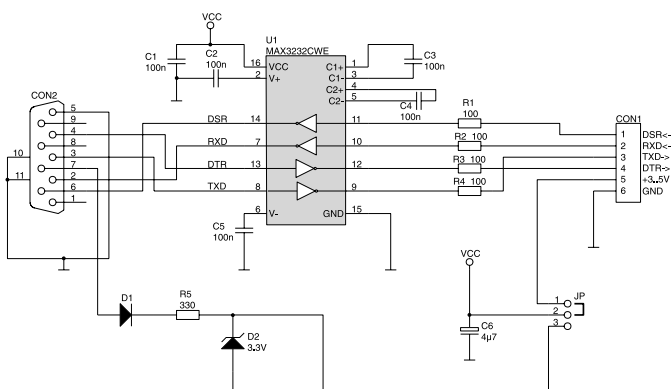 VCC
U1
MAX3232CWE
C1
100n
C2
100n
16
VCC
2
V+
C1+
1
C1-
3
C2+
4
C2-
5
C3
100n
C4
100n
CON2
5
9
4
8
3
7
2
6
1
10
11
DSR
14
11
R1
100
RXD
7
10
R2 100
DTR
13
12
R3 100
TXD
8
9
R4 100
CON1
1
DSR<-
2
RXD<-
3
TXD->
4
DTR->
5
+3..5V
6
GND
6
V-
GND
15
C5
100n
VCC
C6
4µ7
JP
1
2
3
D1
R5
330
D2
3.3V